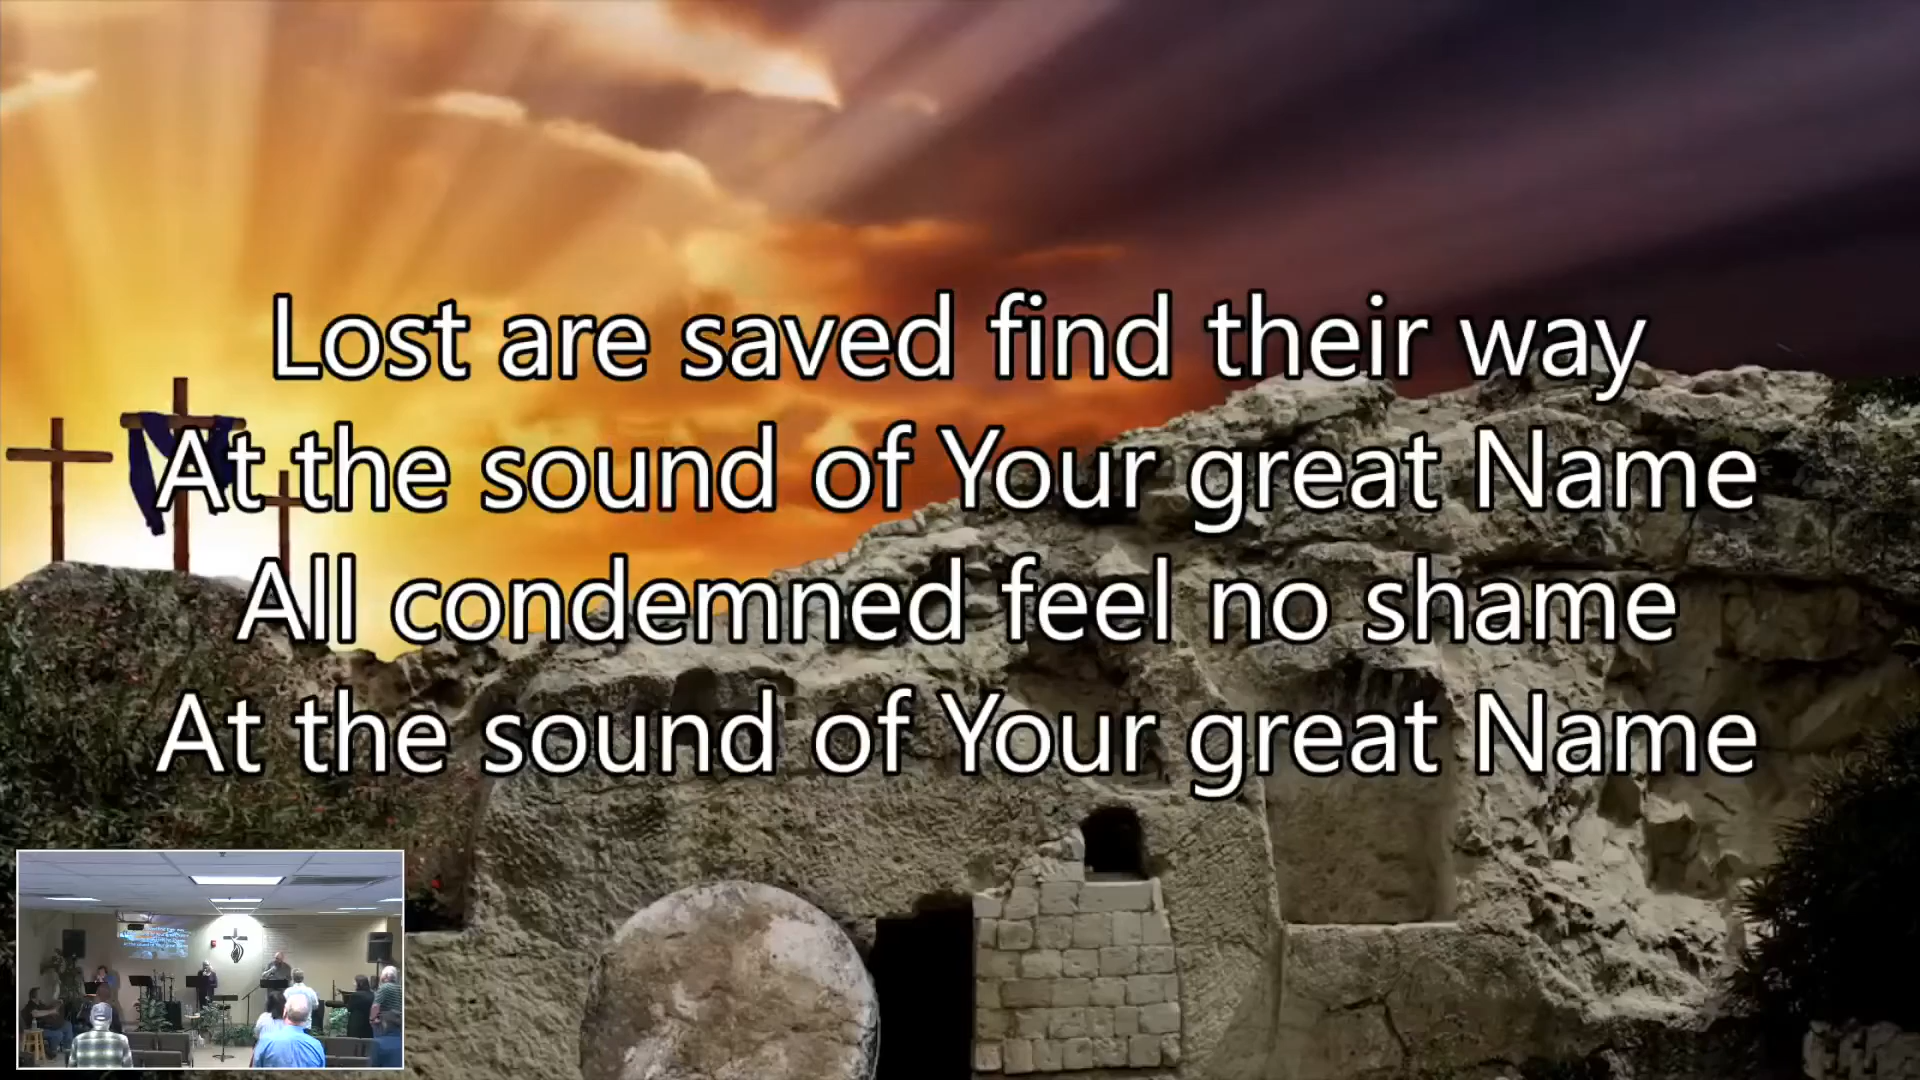 Lost are saved find their way
At the sound of Your great Name
All condemned feel no shame
At the sound of Your great Name